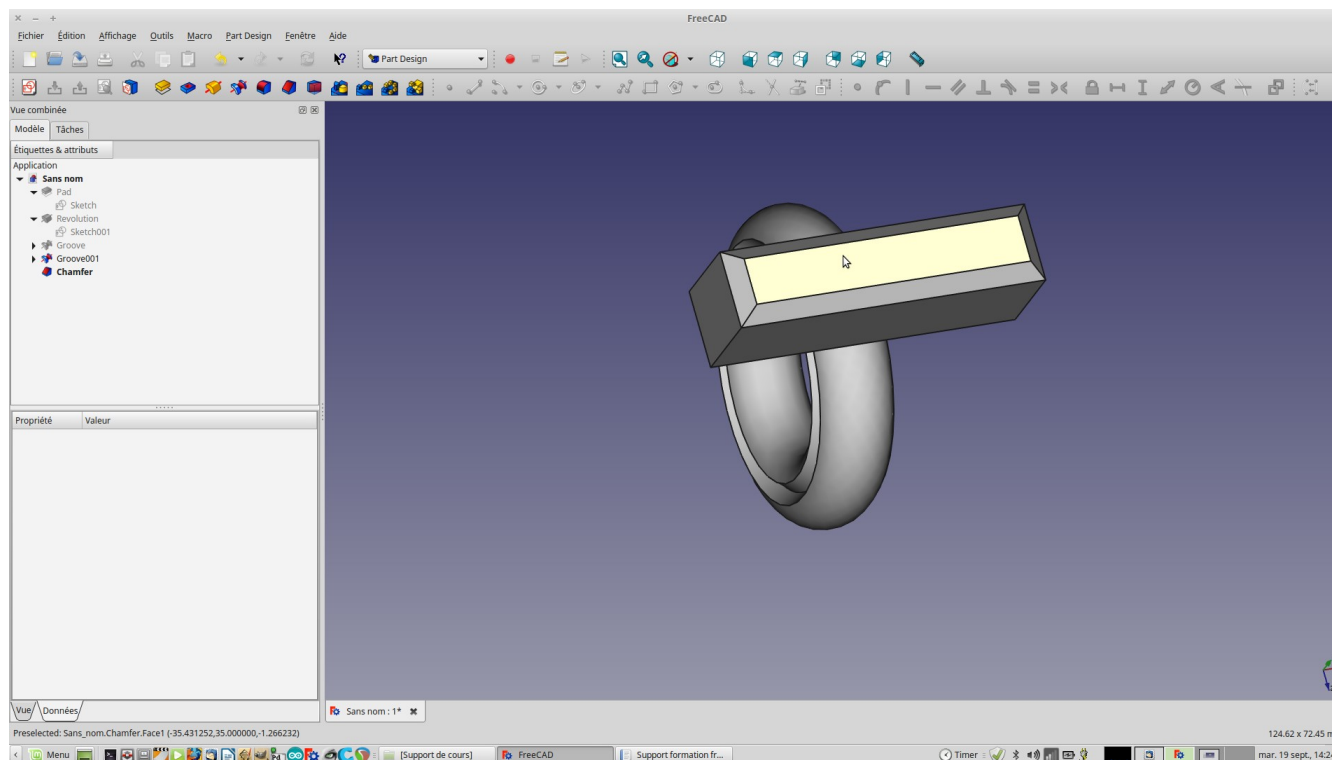 FreeCAD
Fichier Édition Affichage Outils Macro Part Design Fenêtre Aide
Part Design
Vue combinée
Modèle Tâches
Étiquettes & attributs
Application
Sans nom
Pad
Sketch
Revolution
Sketch001
Groove
Groove001
Chamfer
Propriété Valeur
Vue Données
Sans nom : 1*
Preselected: Sans_nom.Chamfer.Face1 (-35.431252,35.000000,-1.266232)
124.62 x 72.45 m
Menu [Support de cours] FreeCAD Support formation fr... Timer mar. 19 sept., 14:2